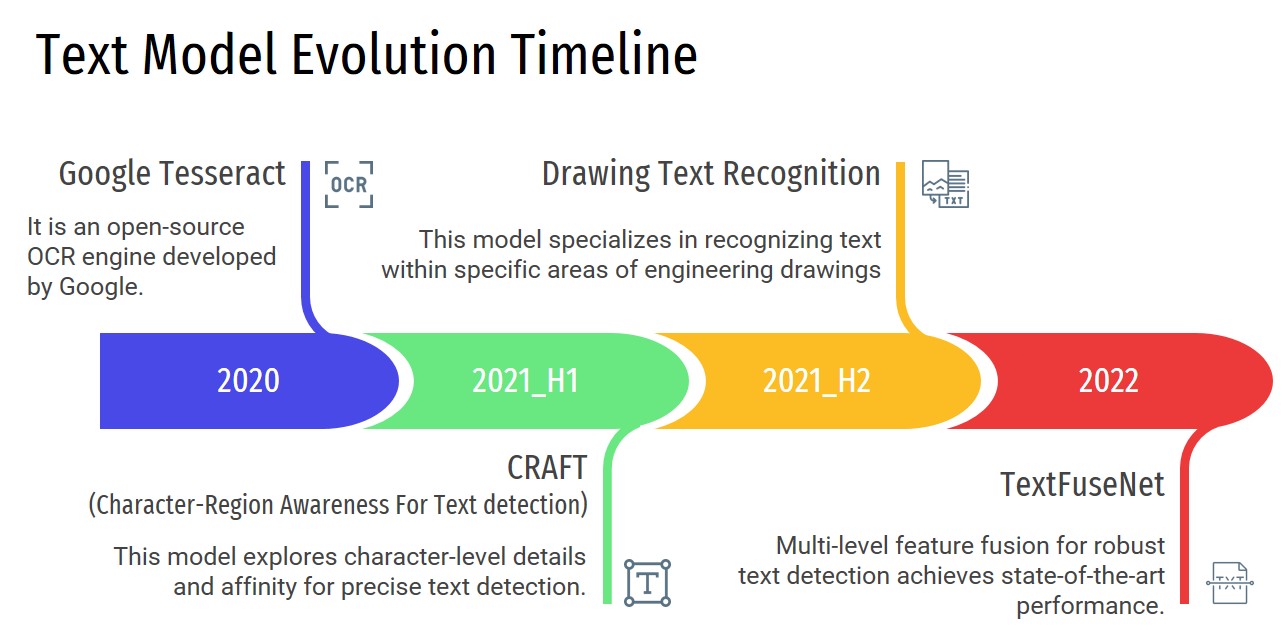 Text Model Evolution Timeline
Google Tesseract
OCR
It is an open-source
OCR engine developed
by Google.
Drawing Text Recognition
TXT
This model specializes in recognizing text
within specific areas of engineering drawings
2020
2021_H1
2021_H2
2022
CRAFT
(Character-Region Awareness For Text detection)
This model explores character-level details
and affinity for precise text detection.
T
TextFuseNet
Multi-level feature fusion for robust
text detection achieves state-of-the-art
performance.